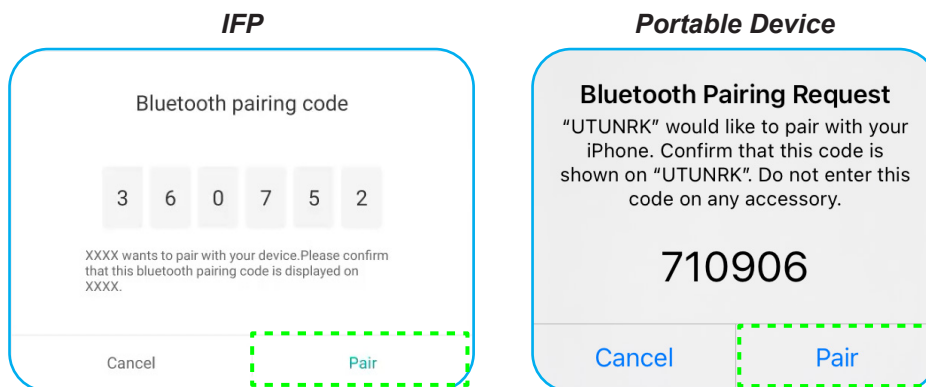 IFP
Bluetooth pairing code
3 6 0 7 5 2
XXXX wants to pair with your device.Please confirm
that this bluetooth pairing code is displayed on
XXXX.
Cancel Pair
Portable Device
Bluetooth Pairing Request
“UTUNRK” would like to pair with your
iPhone. Confirm that this code is
shown on “UTUNRK”. Do not enter this
code on any accessory.
710906
Cancel Pair